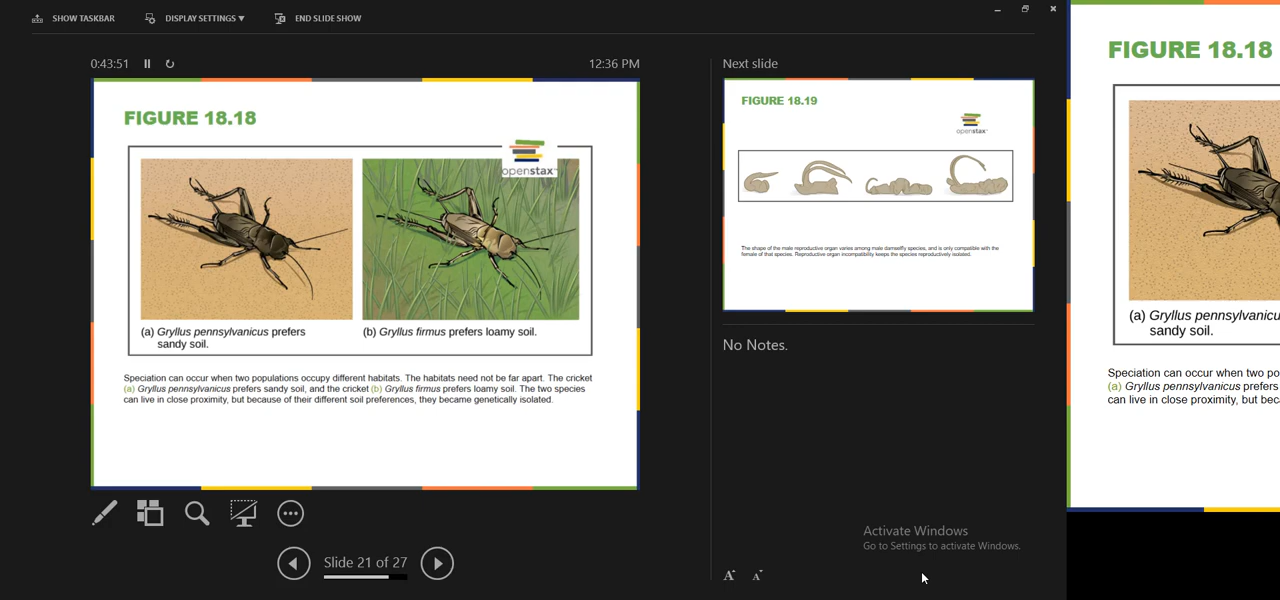 SHOW TASKBAR
DISPLAY SETTINGS ▼
END SLIDE SHOW
0:43:51
12:36 PM
FIGURE 18.18
openstax™
(a) Gryllus pennsylvanicus prefers
sandy soil.
(b) Gryllus firmus prefers loamy soil.
Speciation can occur when two populations occupy different habitats. The habitats need not be far apart. The cricket
(a) Gryllus pennsylvanicus prefers sandy soil, and the cricket (b) Gryllus firmus prefers loamy soil. The two species
can live in close proximity, but because of their different soil preferences, they became genetically isolated.
Slide 21 of 27
Next slide
FIGURE 18.19
openstax™
The shape of the male reproductive organ varies among male damselfly species, and is only compatible with the
female of that species. Reproductive organ incompatibility keeps the species reproductively isolated.
No Notes.
Activate Windows
Go to Settings to activate Windows.
A A
FIGURE 18.18
(a) Gryllus pennsylvanicu
sandy soil.
Speciation can occur when two po
(a) Gryllus pennsylvanicus prefers
can live in close proximity, but bec